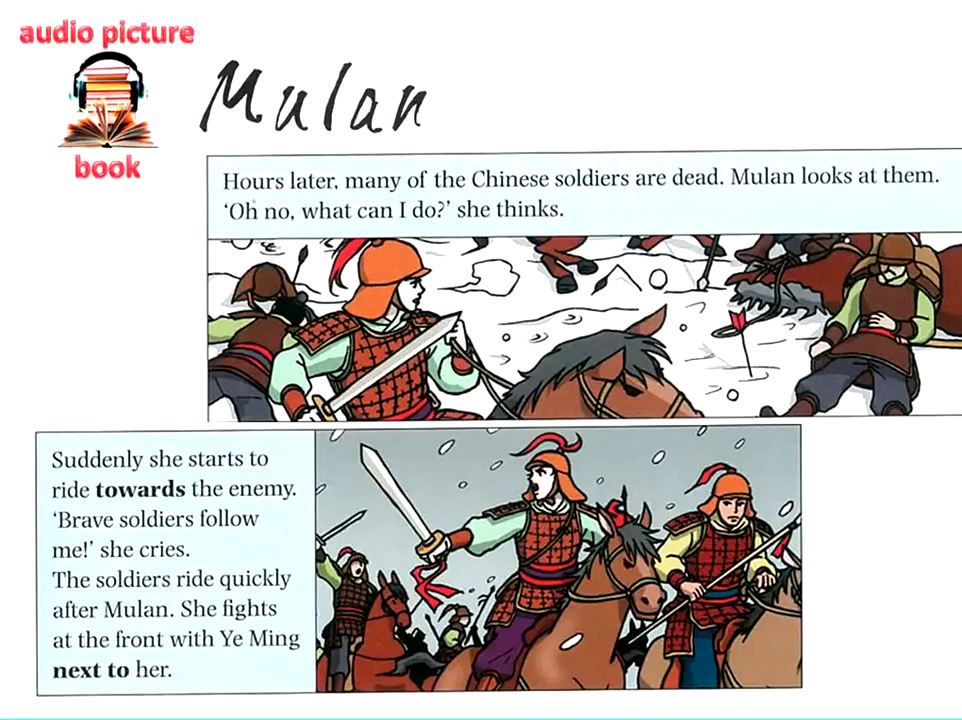 audio picture
book
Mulan
Hours later, many of the Chinese soldiers are dead. Mulan looks at them.
‘Oh no, what can I do?’ she thinks.
Suddenly she starts to
ride towards the enemy.
‘Brave soldiers follow
me!’ she cries.
The soldiers ride quickly
after Mulan. She fights
at the front with Ye Ming
next to her.